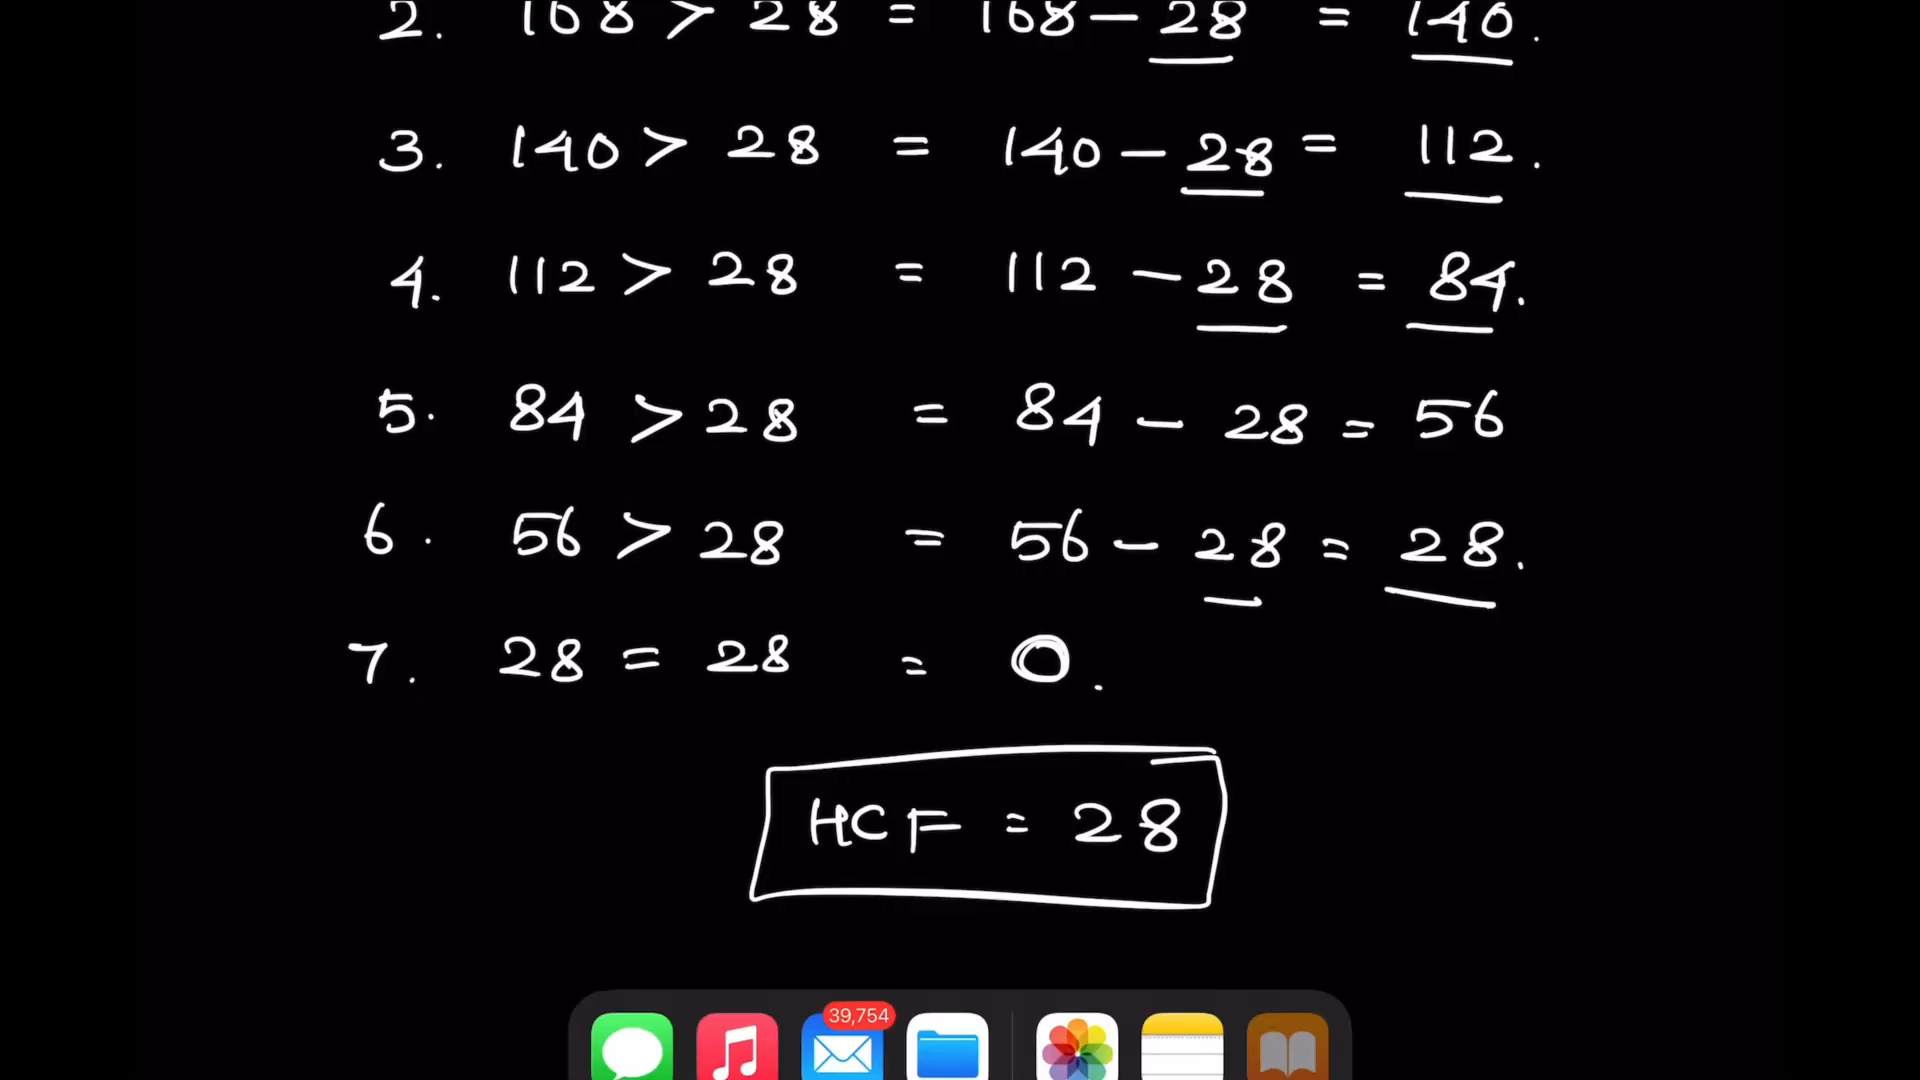 2. 168 > 28 = 168 - 28 = 140.
3. 140 > 28 = 140 - 28 = 112.
4. 112 > 28 = 112 - 28 = 84.
5. 84 > 28 = 84 - 28 = 56
6. 56 > 28 = 56 - 28 = 28.
7. 28 = 28 = 0.
HCF = 28
39,754